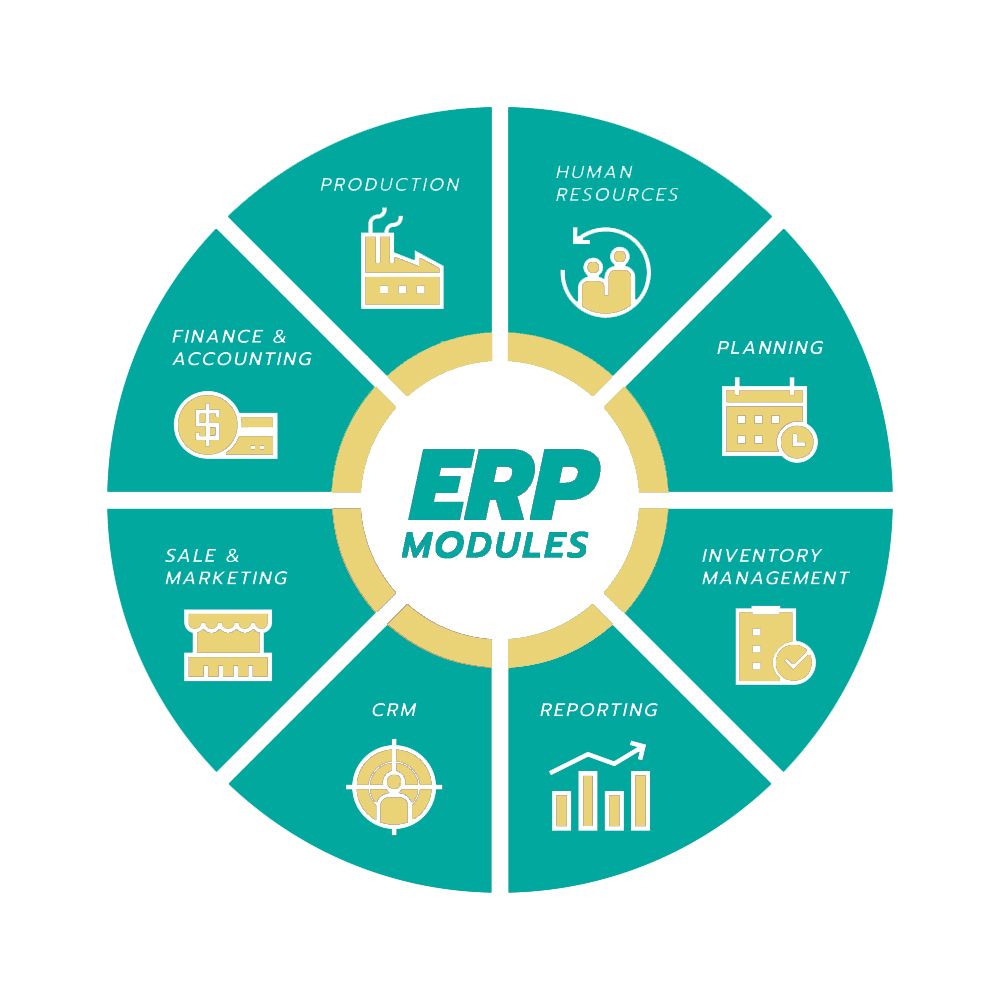 PRODUCTION
HUMAN
RESOURCES
FINANCE &
ACCOUNTING
PLANNING
ERP
MODULES
SALE &
MARKETING
INVENTORY
MANAGEMENT
CRM
REPORTING